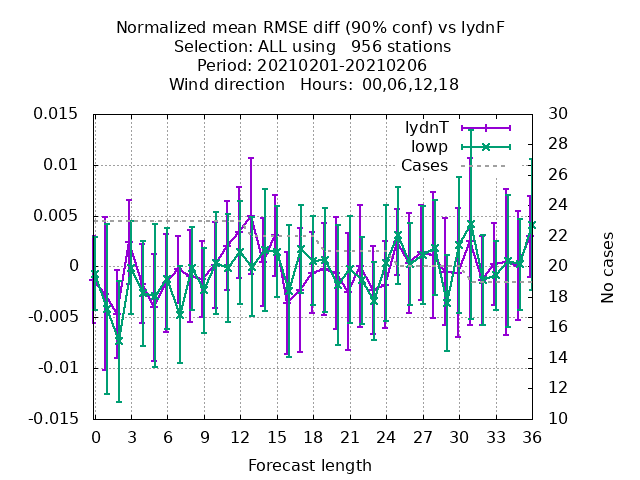 Normalized mean RMSE diff (90% conf) vs IydnF
Selection: ALL using   956 stations
Period: 20210201-20210206
Wind direction   Hours:  00,06,12,18
IydnT
Iowp
Cases
0.015
0.01
0.005
0
-0.005
-0.01
-0.015
30
28
26
24
22
20
18
16
14
12
10
No cases
0 3 6 9 12 15 18 21 24 27 30 33 36
Forecast length